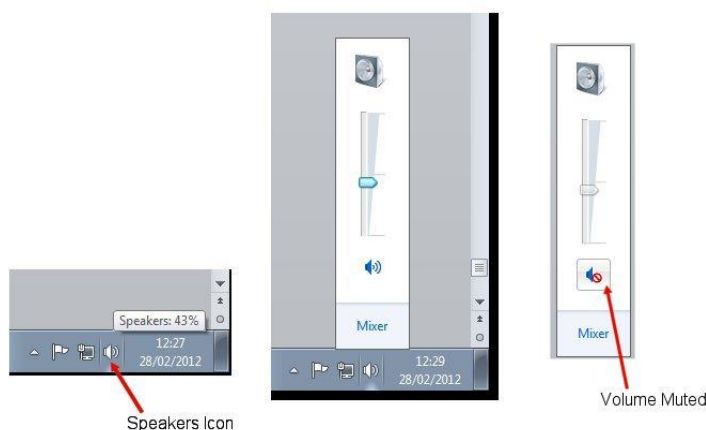 Speakers: 43%
12:27
28/02/2012
Speakers Icon
Mixer
12:29
28/02/2012
Mixer
Volume Muted